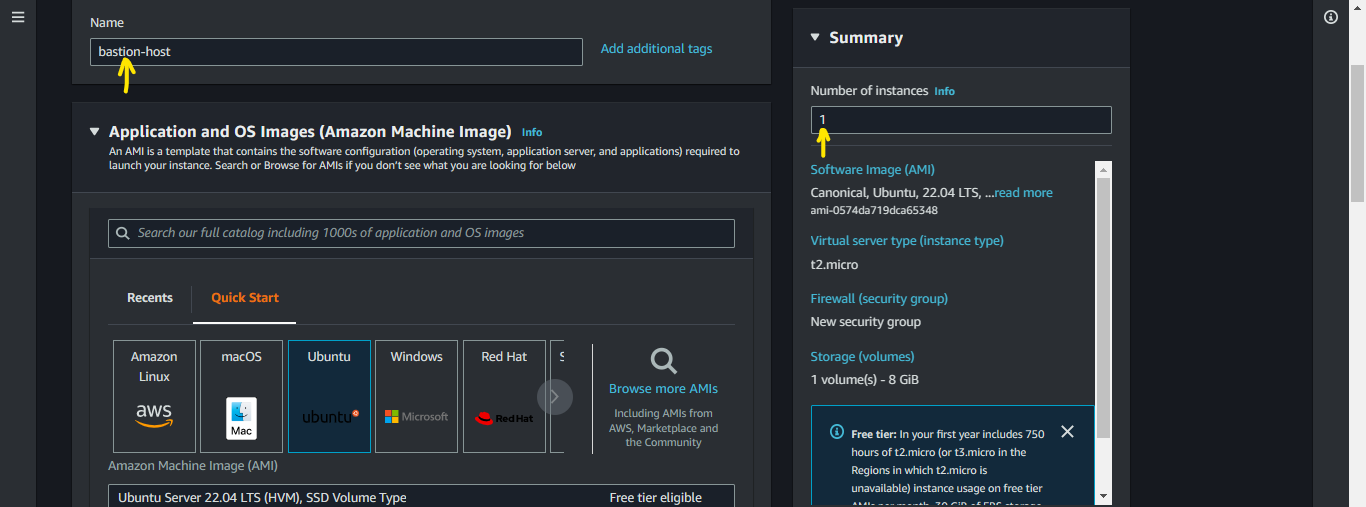 Name
bastion-host
Add additional tags
Application and OS Images (Amazon Machine Image) Info
An AMI is a template that contains the software configuration (operating system, application server, and applications) required to
launch your instance. Search or Browse for AMIs if you don't see what you are looking for below
Search our full catalog including 1000s of application and OS images
Recents
Quick Start
Amazon
Linux
aws
macOS
Mac
Ubuntu
ubuntu
Windows
Microsoft
Red Hat
Red Hat
S
Browse more AMIs
Including AMIs from
AWS, Marketplace and
the Community
Amazon Machine Image (AMI)
Ubuntu Server 22.04 LTS (HVM), SSD Volume Type
Free tier eligible
Summary
Number of instances Info
1
Software Image (AMI)
Canonical, Ubuntu, 22.04 LTS, ...read more
ami-0574da719dca65348
Virtual server type (instance type)
t2.micro
Firewall (security group)
New security group
Storage (volumes)
1 volume(s) - 8 GiB
Free tier: In your first year includes 750
hours of t2.micro (or t3.micro in the
Regions in which t2.micro is
unavailable) instance usage on free tier
AMIs per month, 30 GiB of EBS storage,